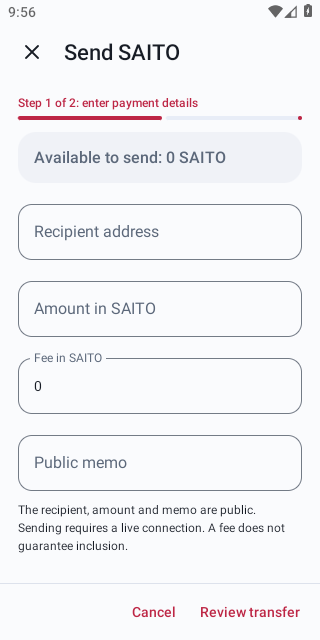 9:56
Send SAITO
Step 1 of 2: enter payment details
Available to send: 0 SAITO
Recipient address
Amount in SAITO
Fee in SAITO
0
Public memo
The recipient, amount and memo are public.
Sending requires a live connection. A fee does not
guarantee inclusion.
Cancel
Review transfer